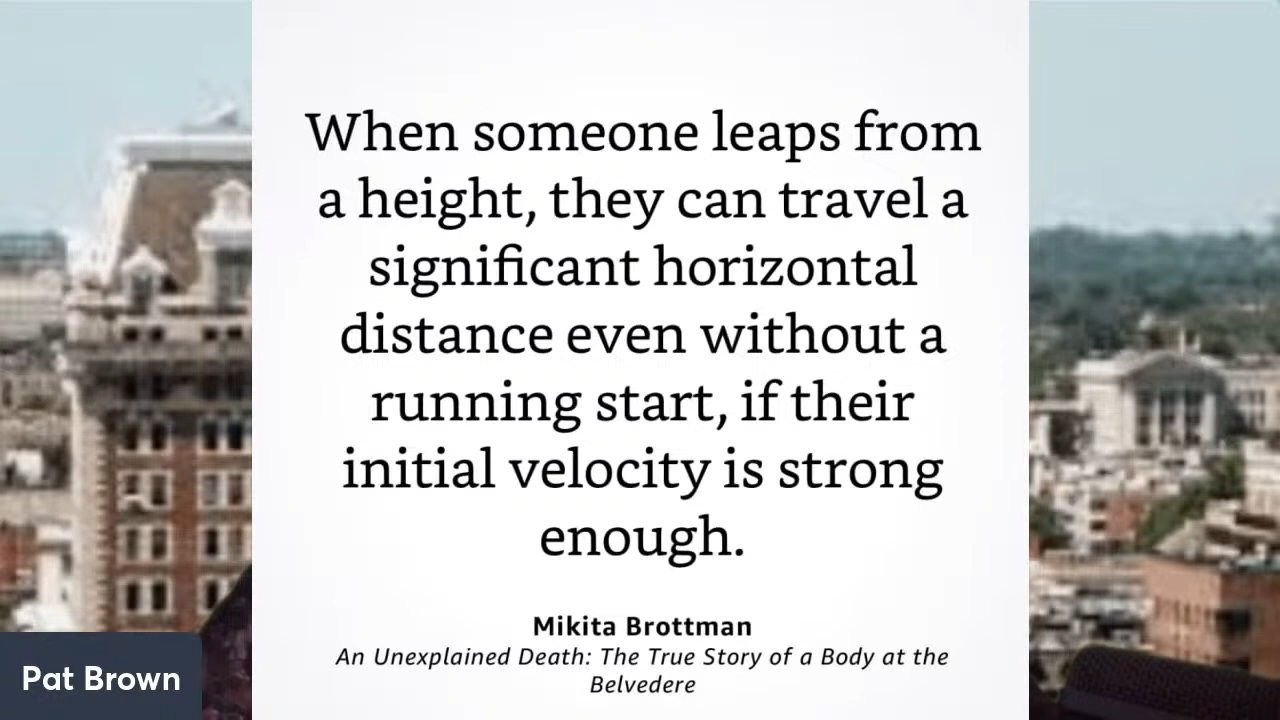 When someone leaps from
a height, they can travel a
significant horizontal
distance even without a
running start, if their
initial velocity is strong
enough.
Mikita Brottman
An Unexplained Death: The True Story of a Body at the
Belvedere
Pat Brown